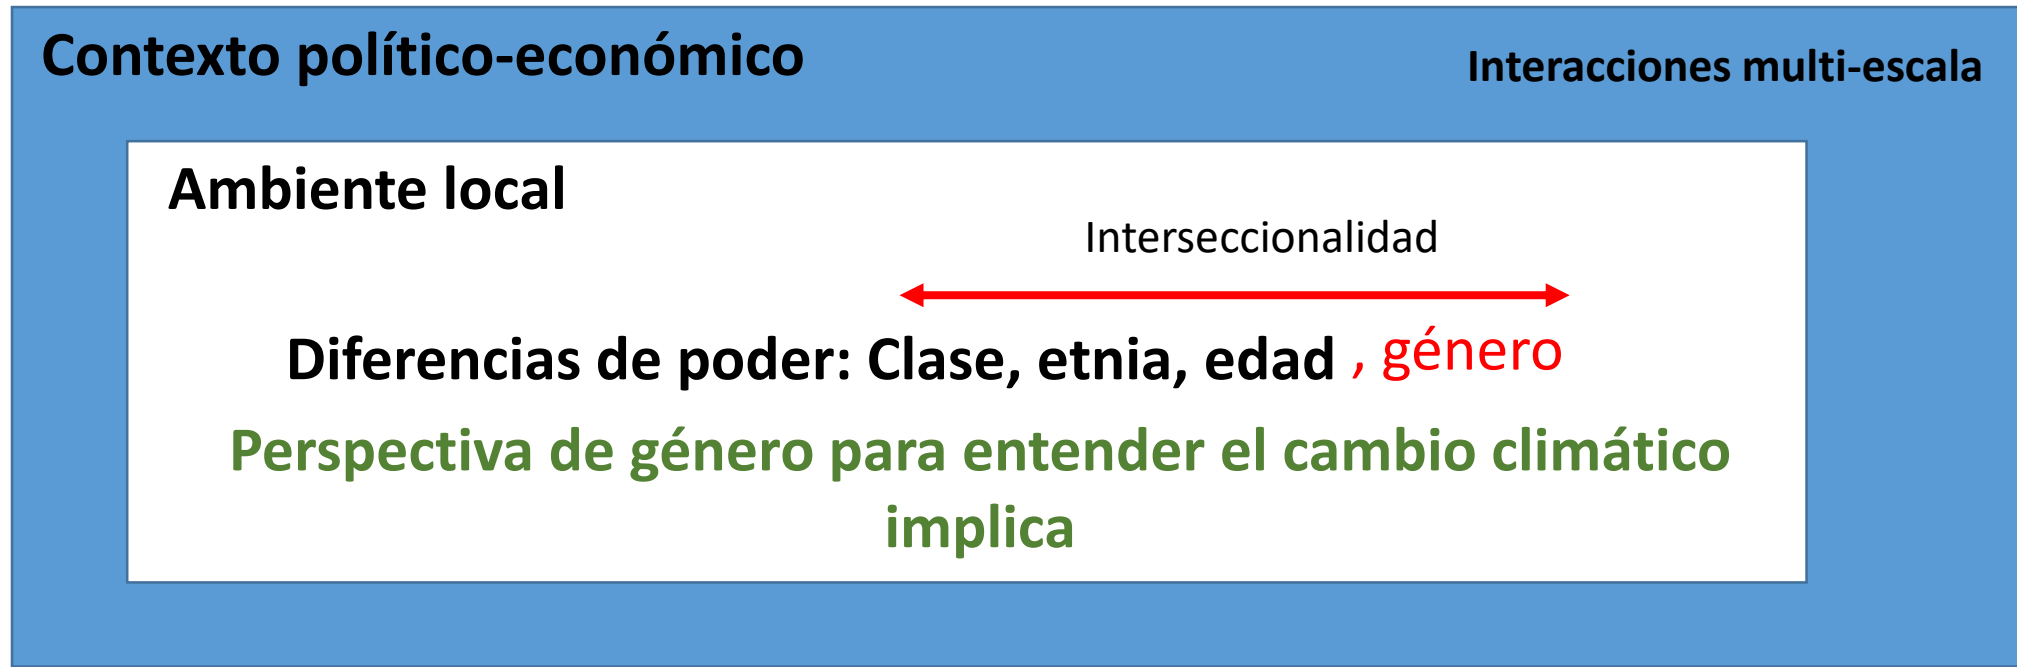 Contexto político-económico
Interacciones multi-escala
Ambiente local
Interseccionalidad
Diferencias de poder: Clase, etnia, edad , género
Perspectiva de género para entender el cambio climático
implica